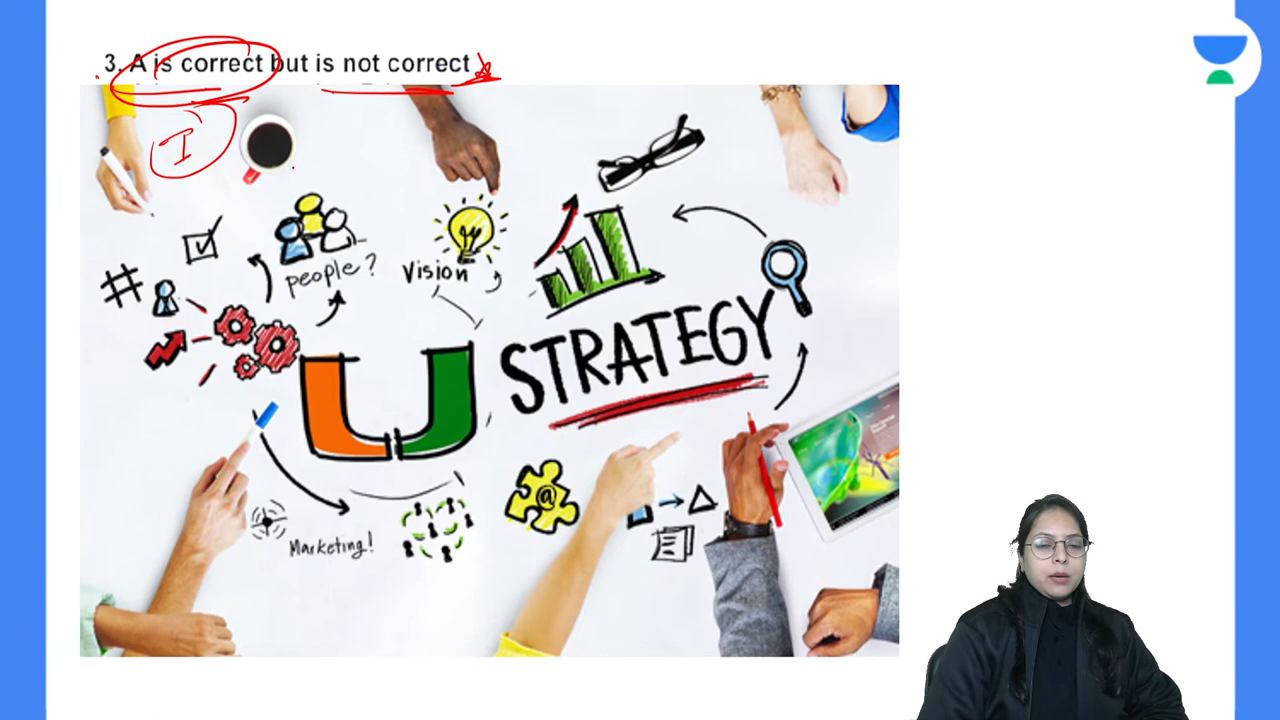 3. A is correct but is not correct
I
#
people?
Vision
STRATEGY
@
Marketing!